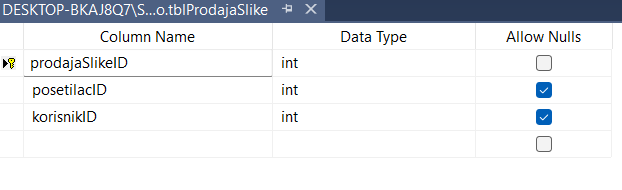 DESKTOP-BKAJ8Q7\S...o.tblProdajaSlike
Column Name Data Type Allow Nulls
prodajaSlikeID int
posetilacID int
korisnikID int